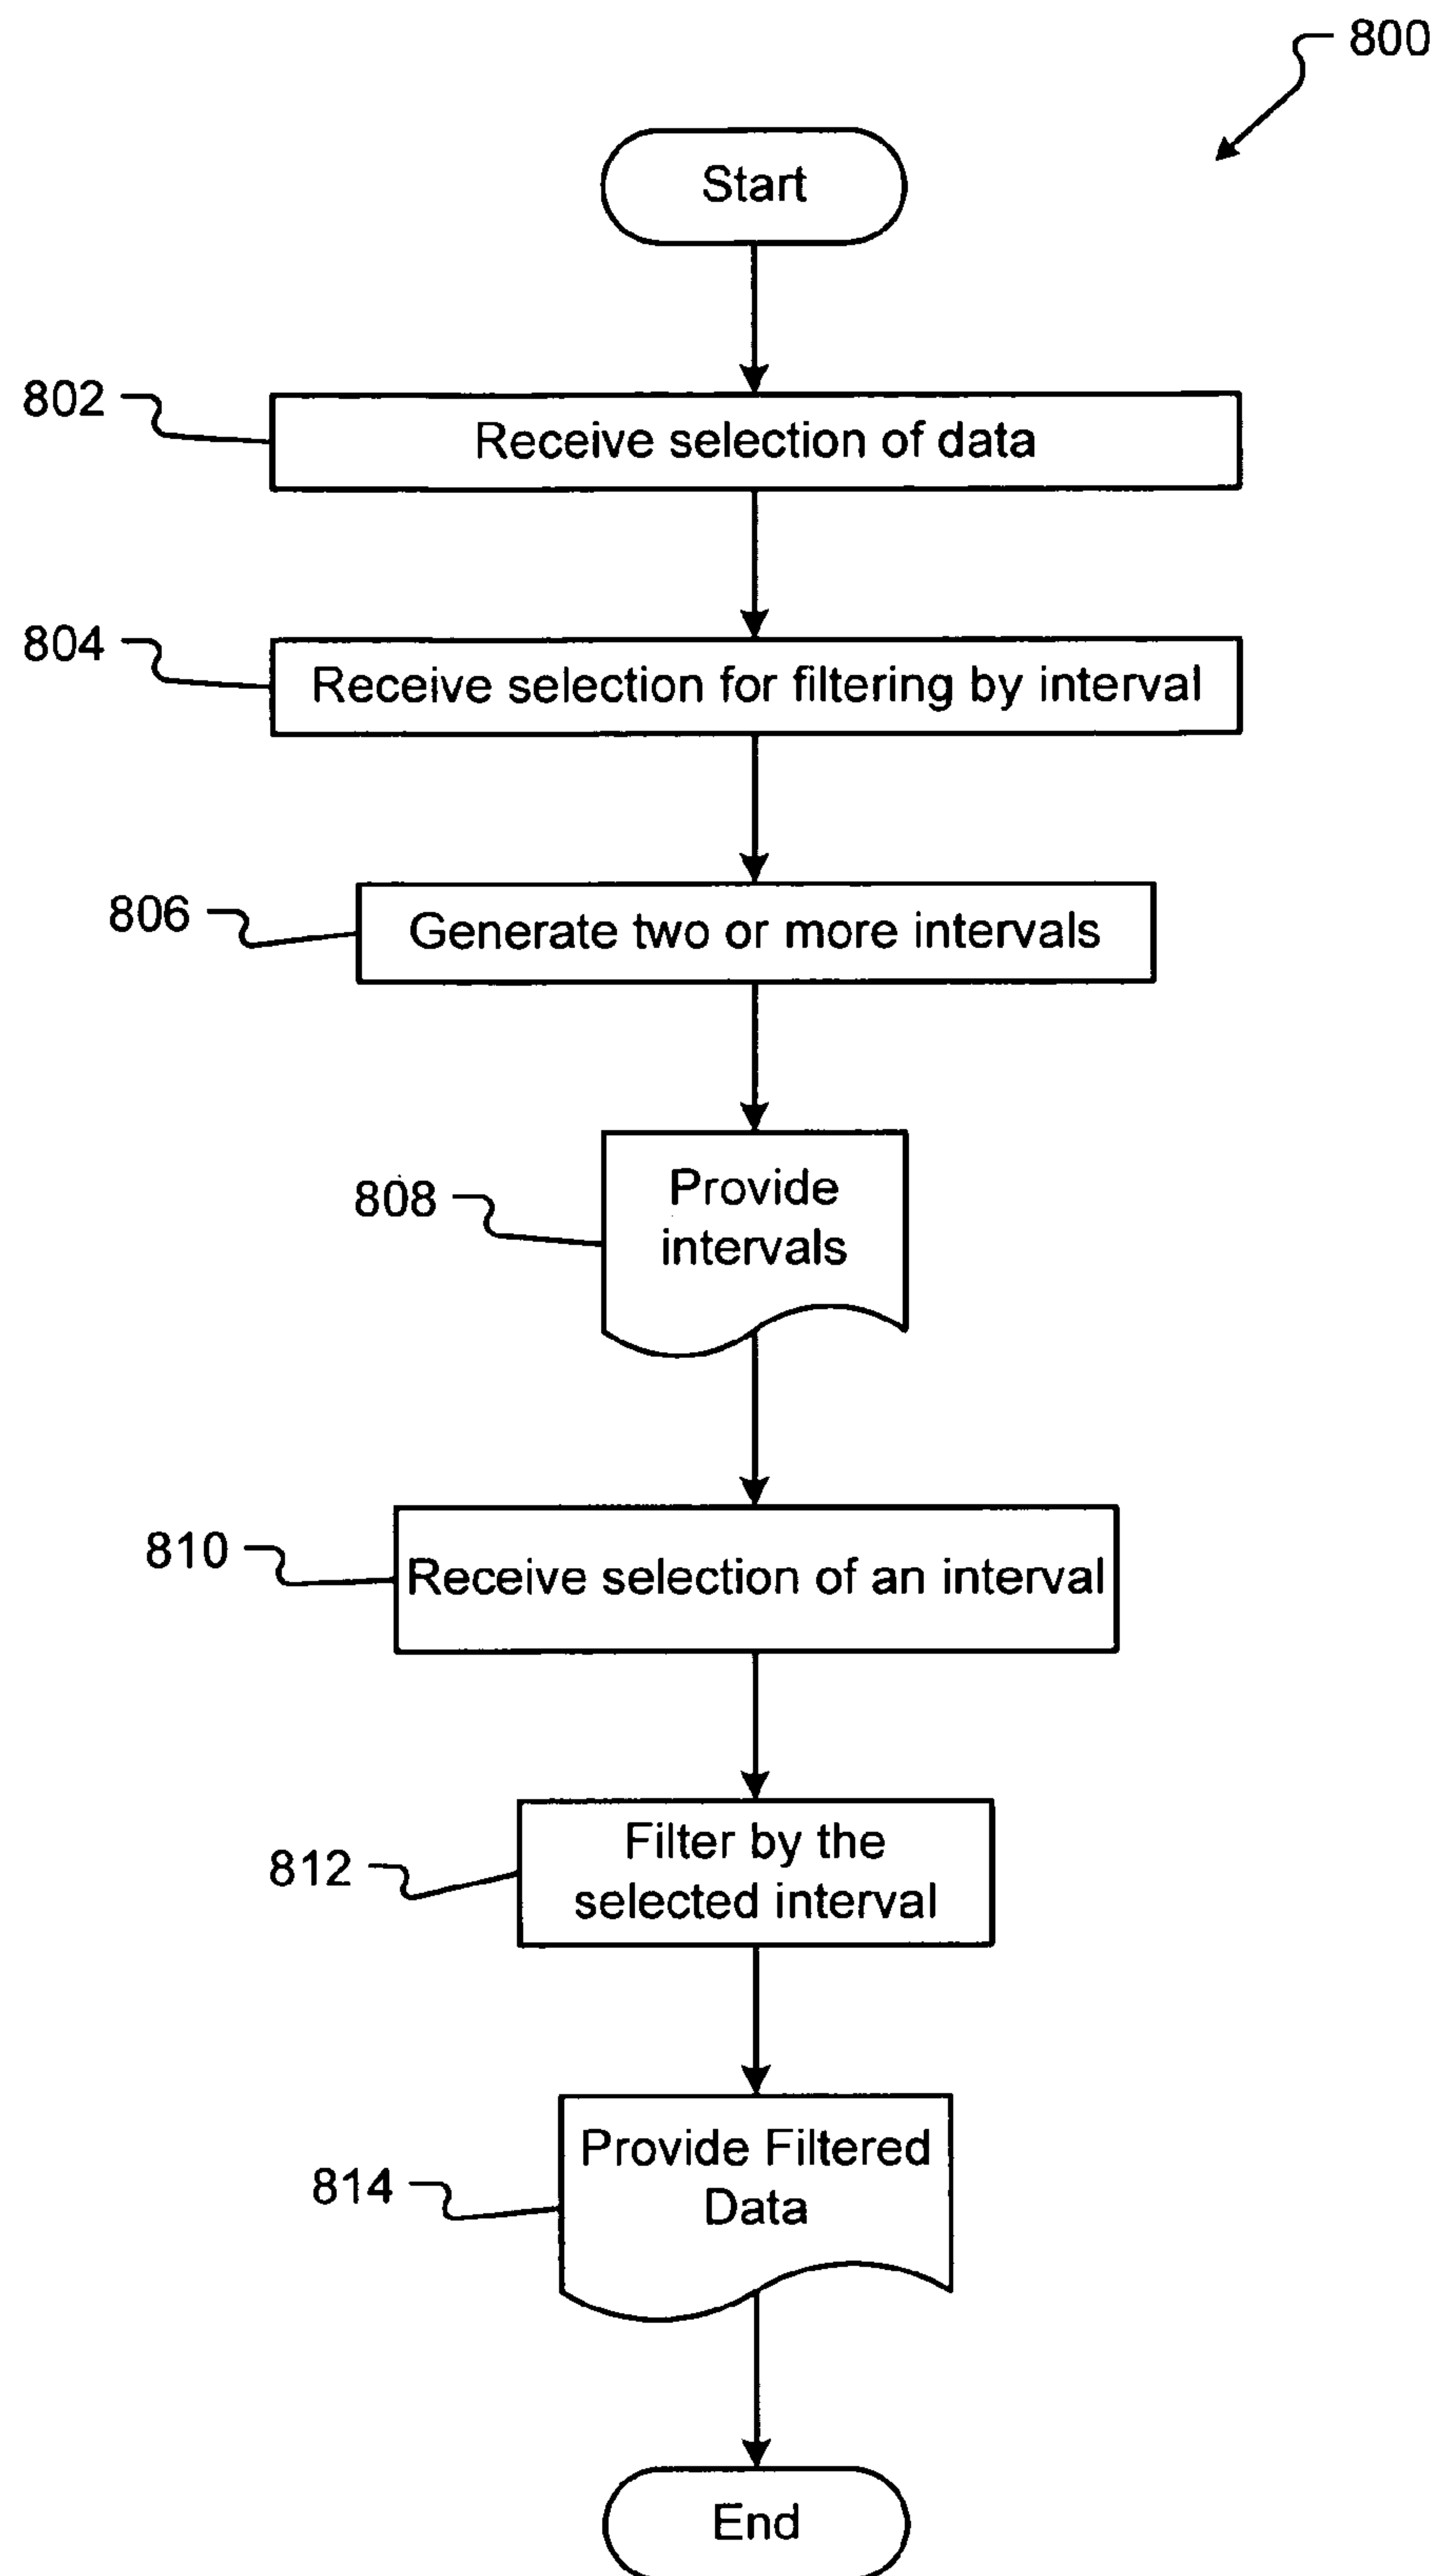 800
Start
802
Receive selection of data
804
Receive selection for filtering by interval
806
Generate two or more intervals
808
Provide
intervals
810
Receive selection of an interval
812
Filter by the
selected interval
814
Provide Filtered
Data
End